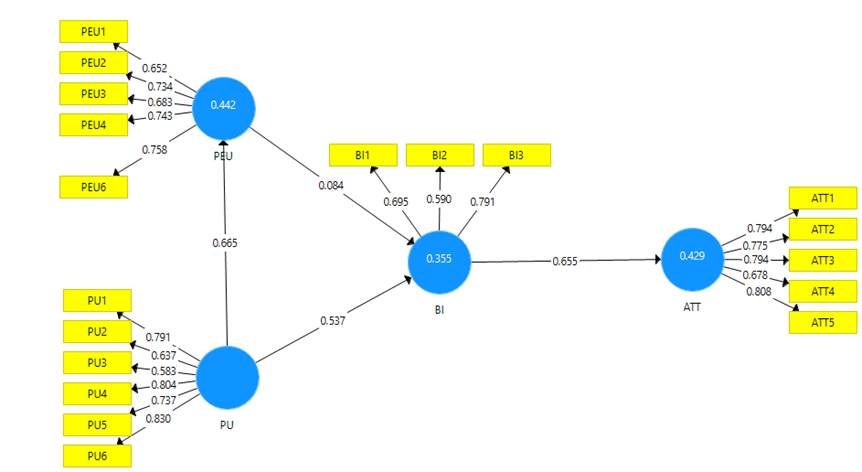 PEU1
PEU2
PEU3
PEU4
PEU6
0.652
0.734
0.683
0.743
0.758
0.442
PEU
0.084
0.665
BI1
BI2
BI3
0.695
0.590
0.791
0.355
BI
0.655
0.537
ATT1
ATT2
ATT3
ATT4
ATT5
0.794
0.775
0.794
0.678
0.808
0.429
ATT
PU1
PU2
PU3
PU4
PU5
PU6
0.791
0.637
0.583
0.804
0.737
0.830
PU